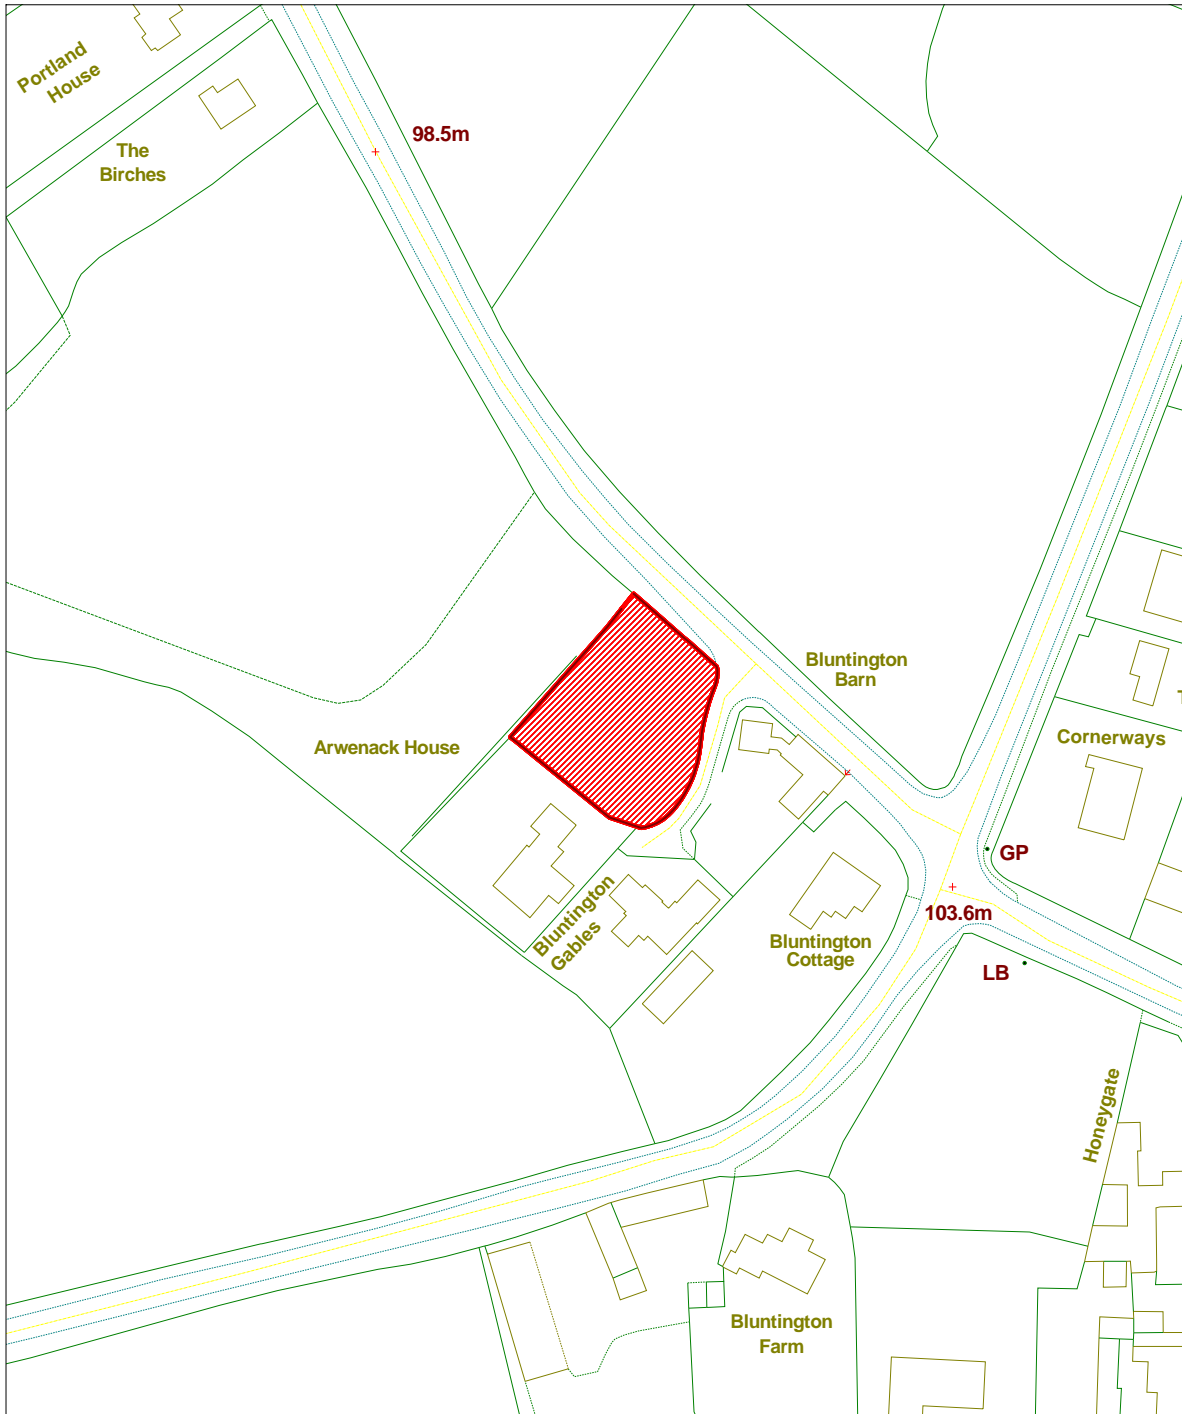 Portland
House
98.5m
The
Birches
Bluntington
Barn
Cornerways
Arwenack House
GP
103.6m
Bluntington
Gables
Bluntington
Cottage
LB
Honeygate
Bluntington
Farm